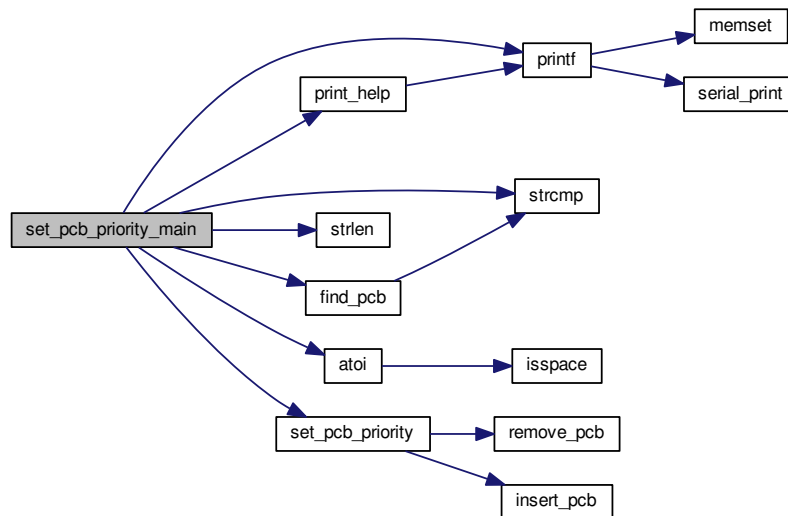 memset
printf
print_help
serial_print
strcmp
set_pcb_priority_main
strlen
find_pcb
atoi
isspace
set_pcb_priority
remove_pcb
insert_pcb